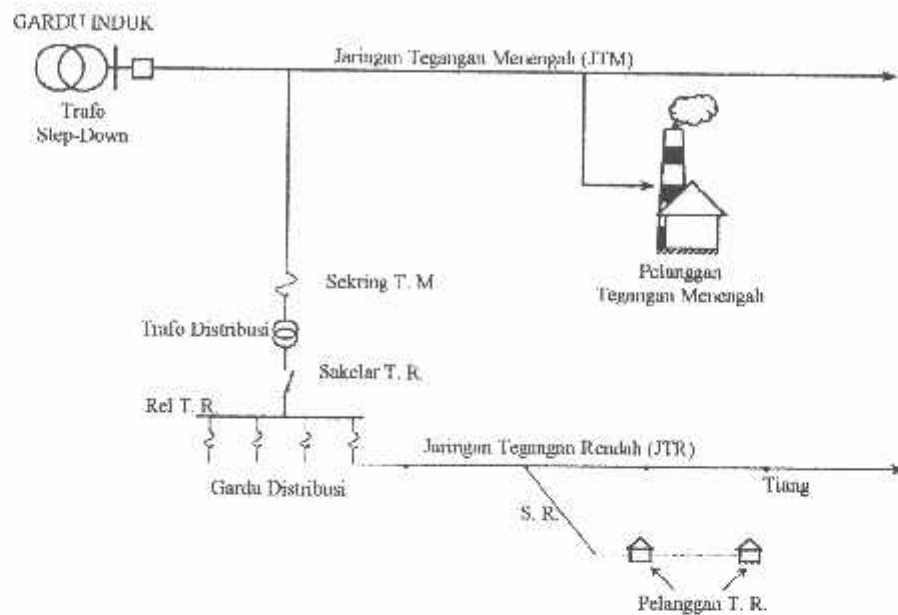 GARDU INDUK
Jaringan Tegangan Menengah (JTM)
Trafo
Step-Down
Pelanggan
Tegangan Menengah
Sekring T. M
Trafo Distribusi
Sakelar T. R.
Rel T. R
Jaringan Tegangan Rendah (JTR)
Gardu Distribusi
Tiang
S. R.
Pelanggan T. R.